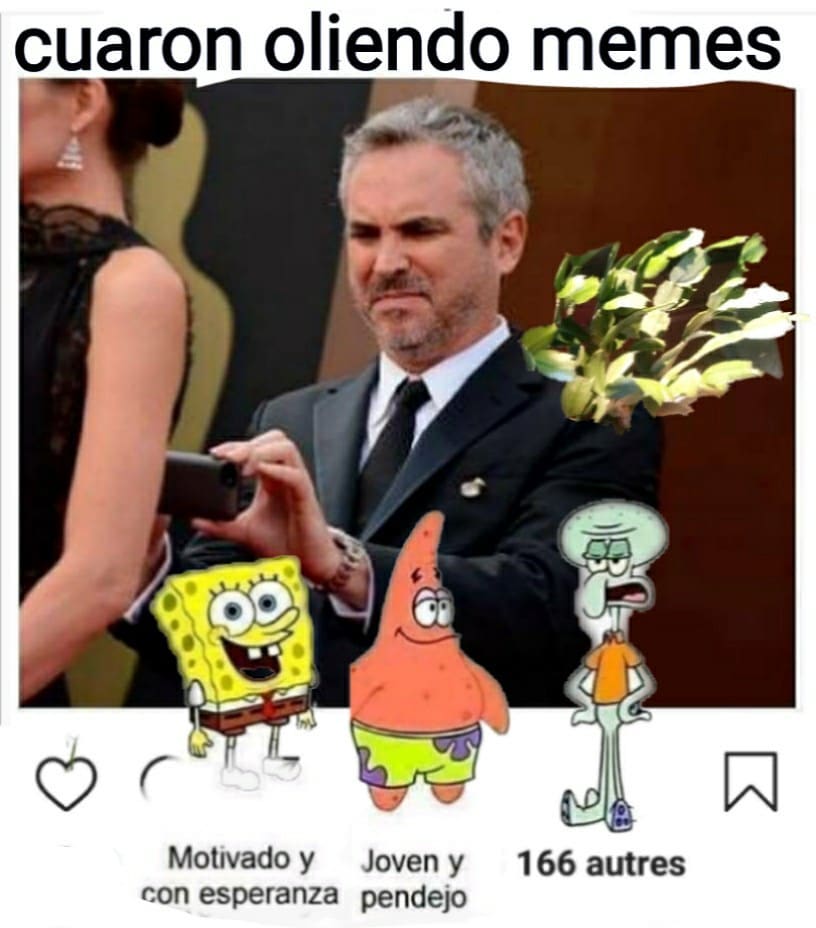 cuaron oliendo memes
Motivado y
con esperanza
Joven y
pendejo
166 autres